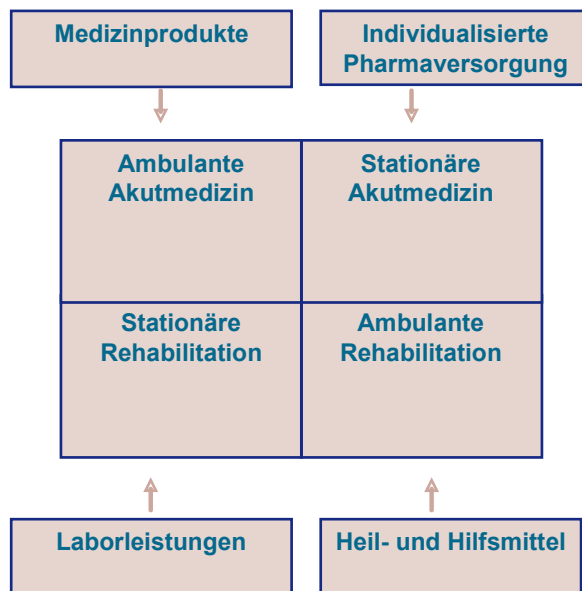 Medizinprodukte
Individualisierte
Pharmaversorgung
Ambulante
Akutmedizin
Stationäre
Akutmedizin
Stationäre
Rehabilitation
Ambulante
Rehabilitation
Laborleistungen
Heil- und Hilfsmittel